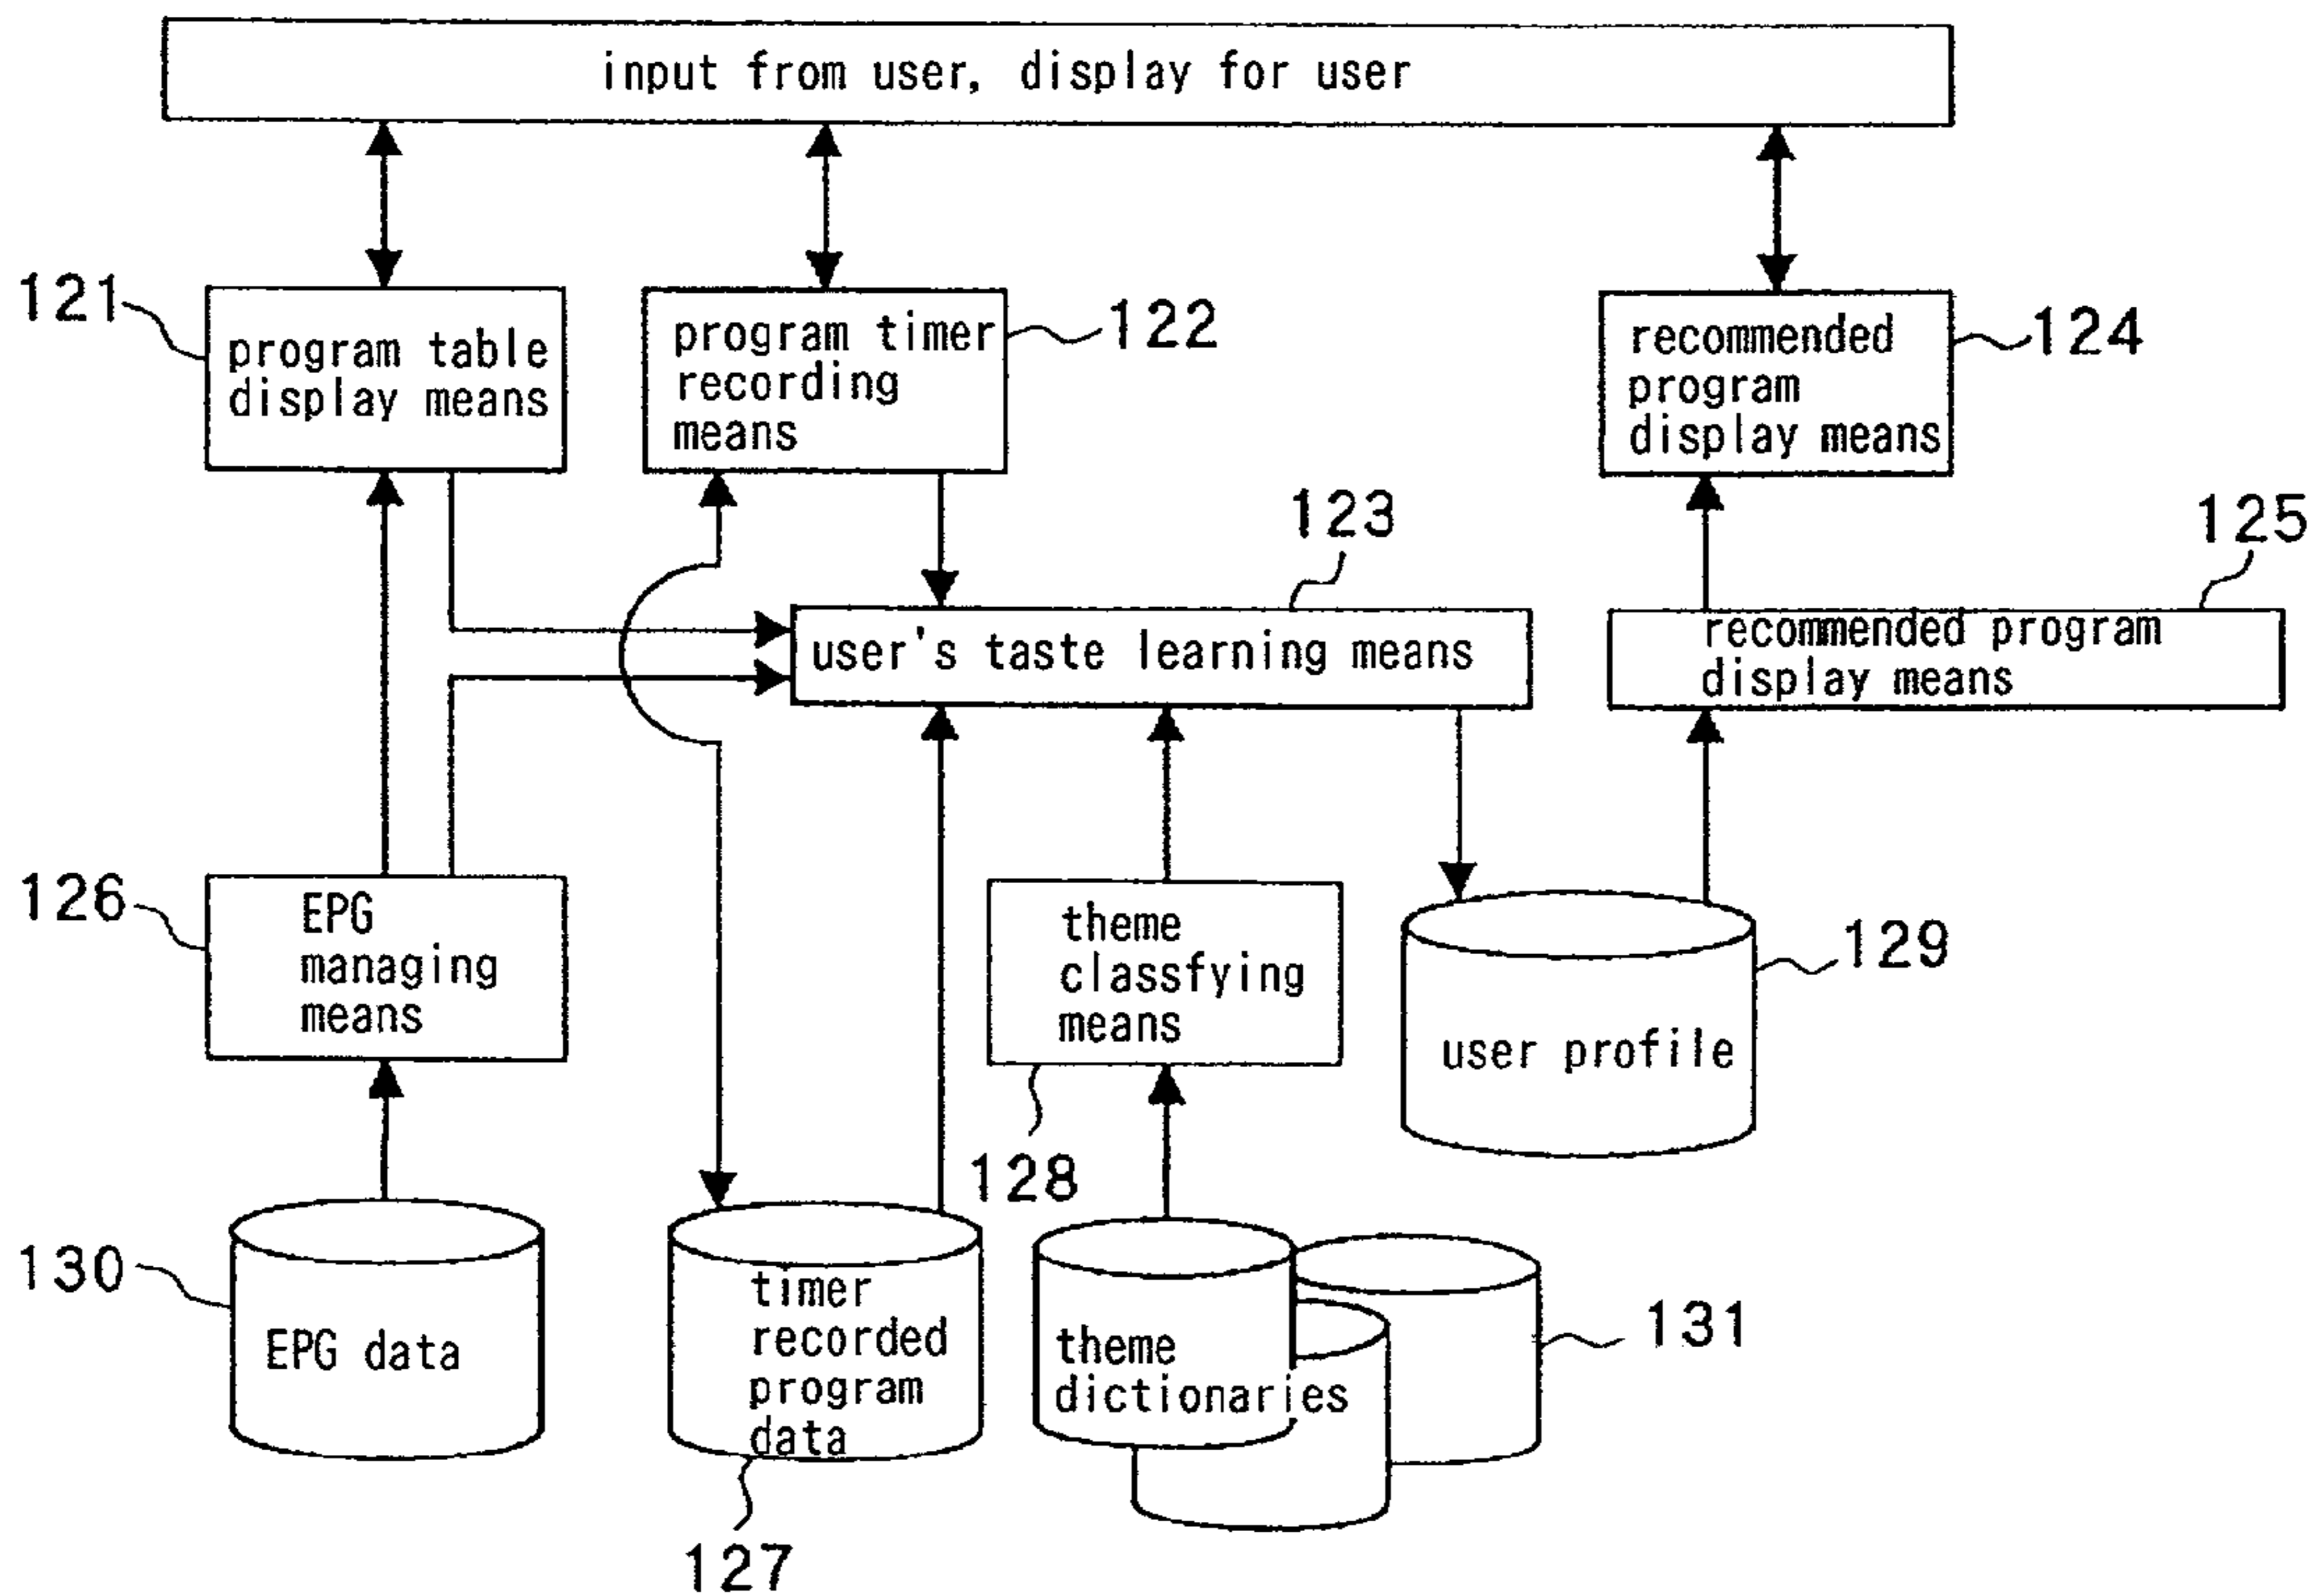 input from user, display for user
121
program table
display means
program timer
recording
means
122
recommended
program
display means
124
123
125
user's taste learning means
recommended program
display means
126
EPG
managing
means
theme
classfying
means
128
129
user profile
130
EPG data
timer
recorded
program
data
127
theme
dictionaries
131